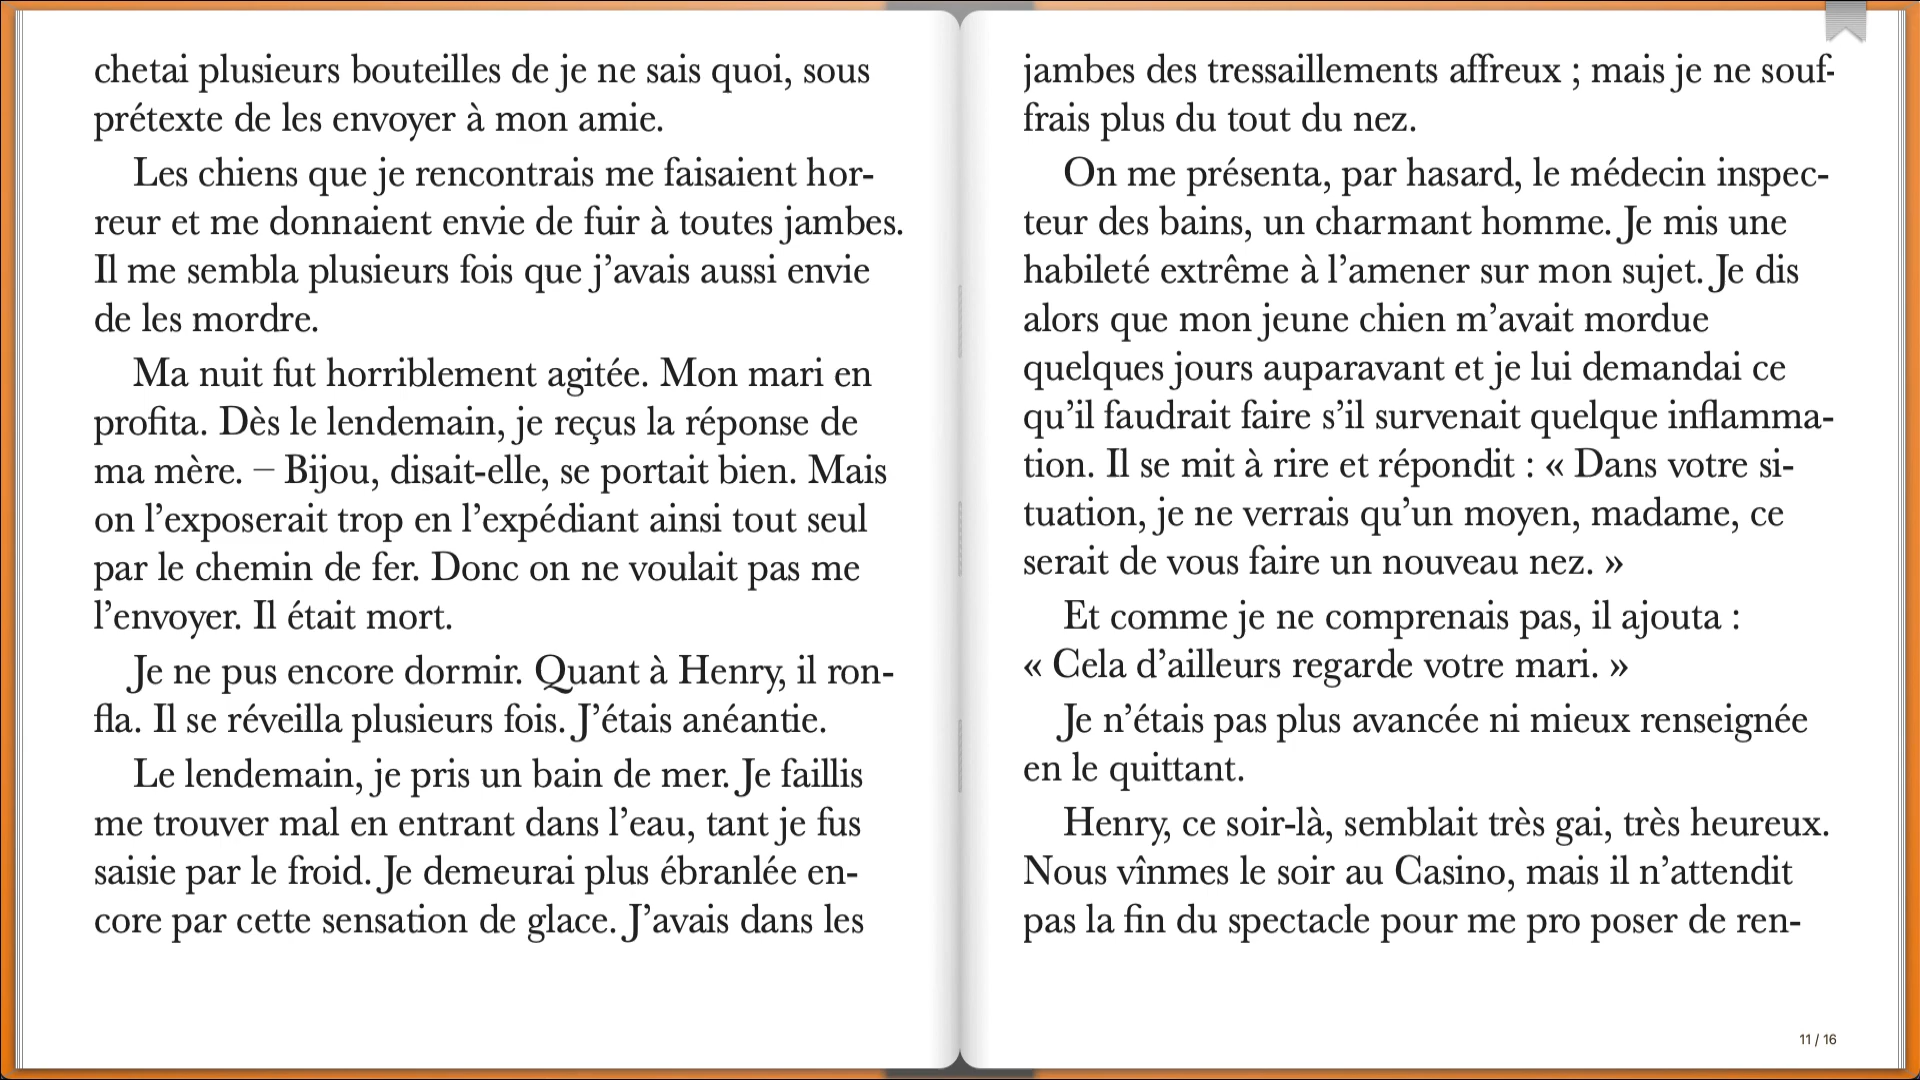 chetai plusieurs bouteilles de je ne sais quoi, sous
prétexte de les envoyer à mon amie.
Les chiens que je rencontrais me faisaient hor-
reur et me donnaient envie de fuir à toutes jambes.
Il me sembla plusieurs fois que j’avais aussi envie
de les mordre.
Ma nuit fut horriblement agitée. Mon mari en
profita. Dès le lendemain, je reçus la réponse de
ma mère. – Bijou, disait-elle, se portait bien. Mais
on l’exposerait trop en l’expédiant ainsi tout seul
par le chemin de fer. Donc on ne voulait pas me
l’envoyer. Il était mort.
Je ne pus encore dormir. Quant à Henry, il ron-
fla. Il se réveilla plusieurs fois. J’étais anéantie.
Le lendemain, je pris un bain de mer. Je faillis
me trouver mal en entrant dans l’eau, tant je fus
saisie par le froid. Je demeurai plus ébranlée en-
core par cette sensation de glace. J’avais dans les
jambes des tressaillements affreux ; mais je ne souf-
frais plus du tout du nez.
On me présenta, par hasard, le médecin inspec-
teur des bains, un charmant homme. Je mis une
habileté extrême à l’amener sur mon sujet. Je dis
alors que mon jeune chien m’avait mordue
quelques jours auparavant et je lui demandai ce
qu’il faudrait faire s’il survenait quelque inflamma-
tion. Il se mit à rire et répondit : « Dans votre si-
tuation, je ne verrais qu’un moyen, madame, ce
serait de vous faire un nouveau nez. »
Et comme je ne comprenais pas, il ajouta :
« Cela d’ailleurs regarde votre mari. »
Je n’étais pas plus avancée ni mieux renseignée
en le quittant.
Henry, ce soir-là, semblait très gai, très heureux.
Nous vînmes le soir au Casino, mais il n’attendit
pas la fin du spectacle pour me pro poser de ren-
11 / 16